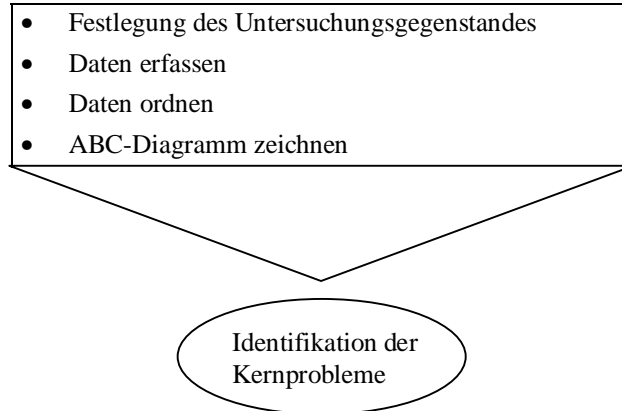 • Festlegung des Untersuchungsgegenstandes
• Daten erfassen
• Daten ordnen
• ABC-Diagramm zeichnen
Identifikation der
Kernprobleme